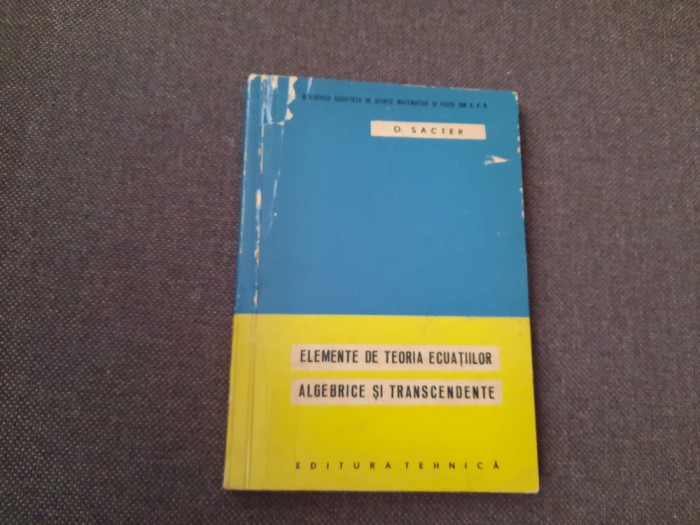 BIBLIOTECA SOCIETĂȚII DE ȘTIINȚE MATEMATICE ȘI FIZICE DIN R. P. R.
O. SACTER
ELEMENTE DE TEORIA ECUAȚIILOR
ALGEBRICE ȘI TRANSCENDENTE
EDITURA TEHNICĂ